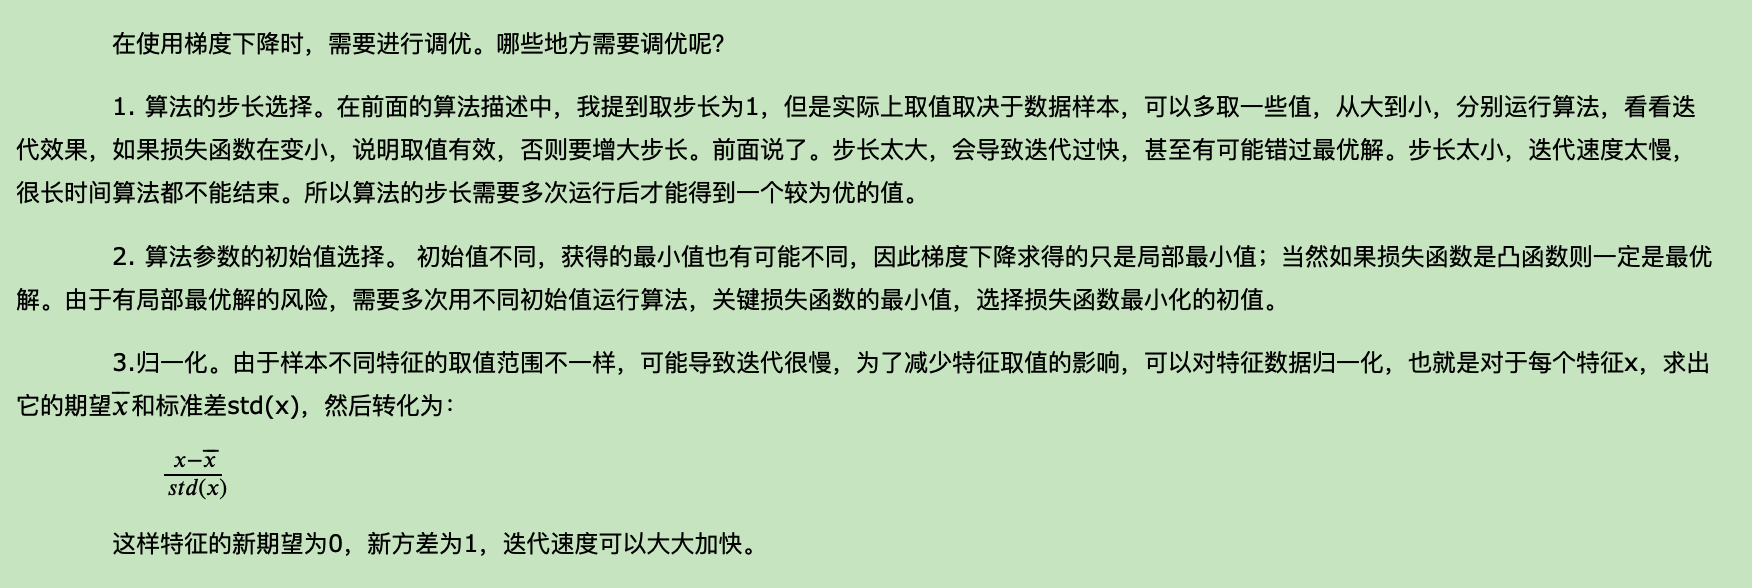 在使用梯度下降时，需要进行调优。哪些地方需要调优呢？
1. 算法的步长选择。在前面的算法描述中，我提到取步长为1，但是实际上取值取决于数据样本，可以多取一些值，从大到小，分别运行算法，看看迭
代效果，如果损失函数在变小，说明取值有效，否则要增大步长。前面说了。步长太大，会导致迭代过快，甚至有可能错过最优解。步长太小，迭代速度太慢，
很长时间算法都不能结束。所以算法的步长需要多次运行后才能得到一个较为优的值。
2. 算法参数的初始值选择。 初始值不同，获得的最小值也有可能不同，因此梯度下降求得的只是局部最小值；当然如果损失函数是凸函数则一定是最优
解。由于有局部最优解的风险，需要多次用不同初始值运行算法，关键损失函数的最小值，选择损失函数最小化的初值。
3.归一化。由于样本不同特征的取值范围不一样，可能导致迭代很慢，为了减少特征取值的影响，可以对特征数据归一化，也就是对于每个特征x，求出
它的期望x̅和标准差std(x)，然后转化为：
x−x̅
std(x)
这样特征的新期望为0，新方差为1，迭代速度可以大大加快。